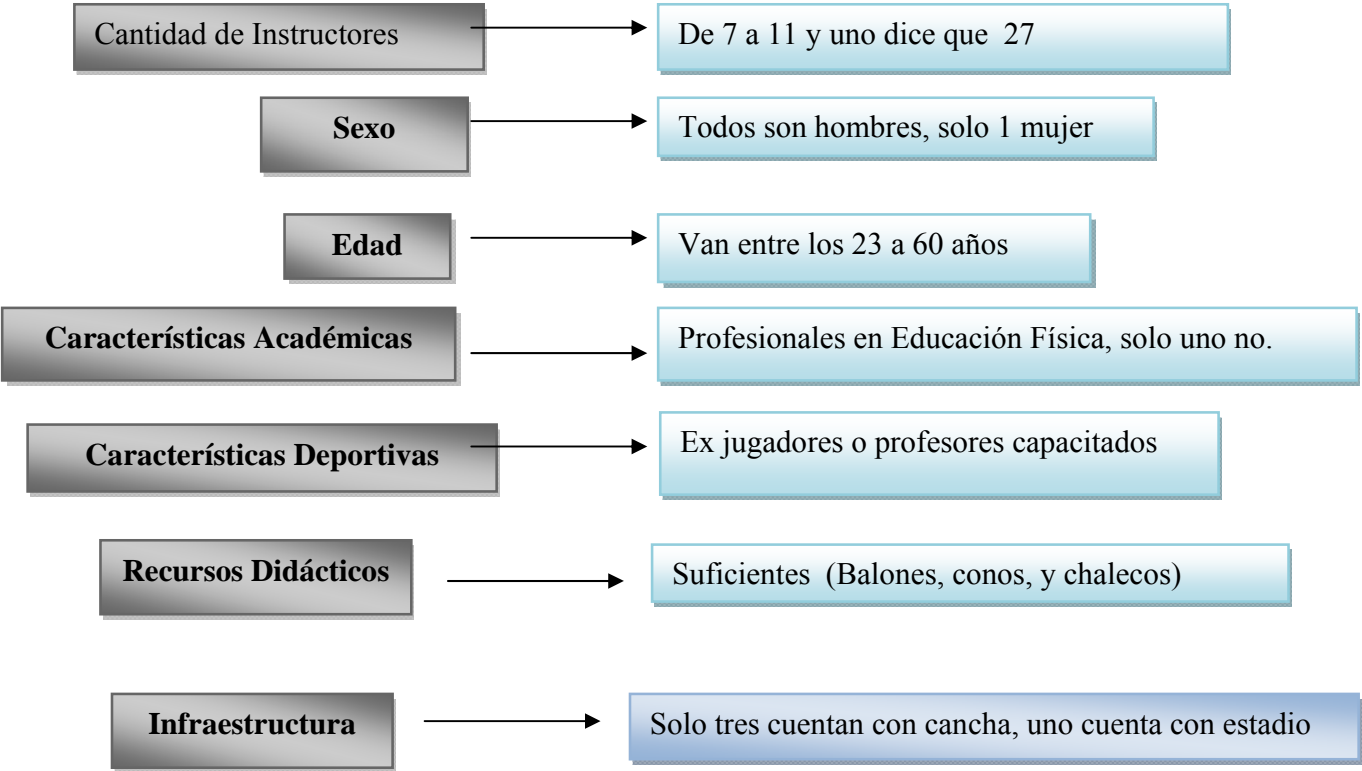 Cantidad de Instructores
De 7 a 11 y uno dice que 27
Sexo
Todos son hombres, solo 1 mujer
Edad
Van entre los 23 a 60 años
Características Académicas
Profesionales en Educación Física, solo uno no.
Características Deportivas
Ex jugadores o profesores capacitados
Recursos Didácticos
Suficientes (Balones, conos, y chalecos)
Infraestructura
Solo tres cuentan con cancha, uno cuenta con estadio